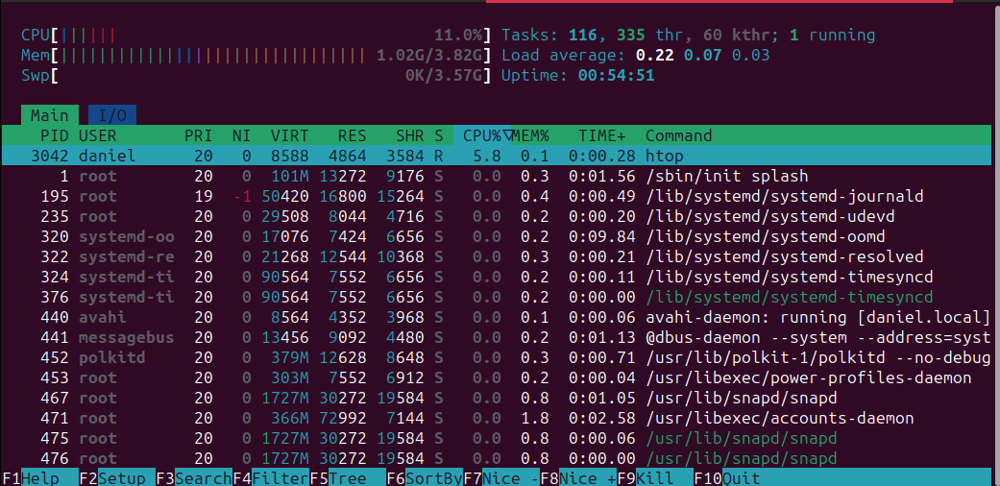 CPU[||||||| 11.0%] Tasks: 116, 335 thr, 60 kthr; 1 running
Mem[|||||||||||||||||||||||||||||||| 1.02G/3.82G] Load average: 0.22 0.07 0.03
Swp[ 0K/3.57G] Uptime: 00:54:51
Main I/O
PID USER PRI NI VIRT RES SHR S CPU%▽MEM% TIME+ Command
3042 daniel 20 0 8588 4864 3584 R 5.8 0.1 0:00.28 htop
1 root 20 0 101M 13272 9176 S 0.0 0.3 0:01.56 /sbin/init splash
195 root 19 -1 50420 16800 15264 S 0.0 0.4 0:00.49 /lib/systemd/systemd-journald
235 root 20 0 29508 8044 4716 S 0.0 0.2 0:00.20 /lib/systemd/systemd-udevd
320 systemd-oo 20 0 17076 7424 6656 S 0.0 0.2 0:09.84 /lib/systemd/systemd-oomd
322 systemd-re 20 0 21268 12544 10368 S 0.0 0.3 0:00.21 /lib/systemd/systemd-resolved
324 systemd-ti 20 0 90564 7552 6656 S 0.0 0.2 0:00.11 /lib/systemd/systemd-timesyncd
376 systemd-ti 20 0 90564 7552 6656 S 0.0 0.2 0:00.00 /lib/systemd/systemd-timesyncd
440 avahi 20 0 8564 4352 3968 S 0.0 0.1 0:00.06 avahi-daemon: running [daniel.local]
441 messagebus 20 0 13456 9092 4480 S 0.0 0.2 0:01.13 @dbus-daemon --system --address=syst
452 polkitd 20 0 379M 12628 8648 S 0.0 0.3 0:00.71 /usr/lib/polkit-1/polkitd --no-debug
453 root 20 0 303M 7552 6912 S 0.0 0.2 0:00.04 /usr/libexec/power-profiles-daemon
467 root 20 0 1727M 30272 19584 S 0.0 0.8 0:01.05 /usr/lib/snapd/snapd
471 root 20 0 366M 72992 7144 S 0.0 1.8 0:02.58 /usr/libexec/accounts-daemon
475 root 20 0 1727M 30272 19584 S 0.0 0.8 0:00.06 /usr/lib/snapd/snapd
476 root 20 0 1727M 30272 19584 S 0.0 0.8 0:00.00 /usr/lib/snapd/snapd
F1Help F2Setup F3SearchF4FilterF5Tree F6SortByF7Nice -F8Nice +F9Kill F10Quit